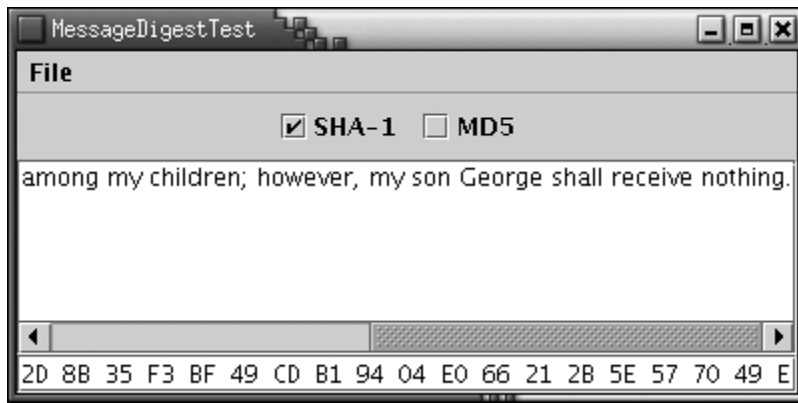 MessageDigestTest
File
SHA-1 MD5
among my children; however, my son George shall receive nothing.
2D 8B 35 F3 BF 49 CD B1 94 04 E0 66 21 2B 5E 57 70 49 E